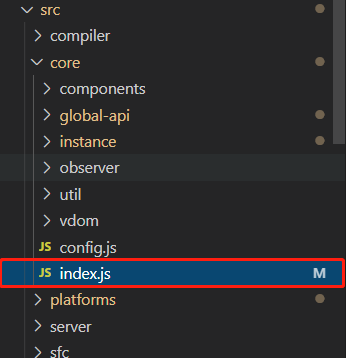 src
compiler
core
components
global-api
instance
observer
util
vdom
JS config.js
JS index.js M
platforms
server
sfc